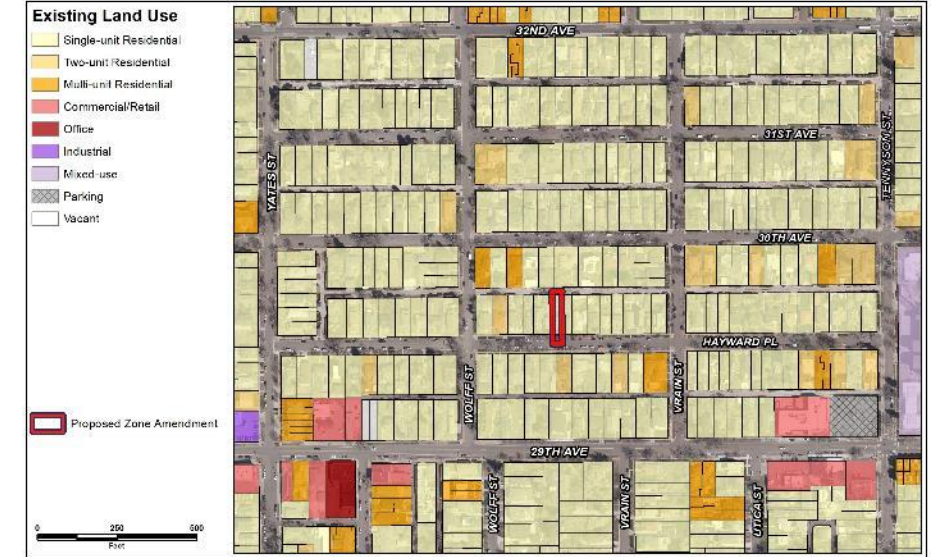 Existing Land Use
Single-unit Residential
Two-unit Residential
Multi-unit Residential
Commercial/Retail
Office
Industrial
Mixed-use
Parking
Vacant
Proposed Zone Amendment
0 250 500
Feet
32ND AVE
31ST AVE
YATES ST
TENNYSON ST
30TH AVE
HAYWARD PL
WOLFF ST
VRAIN ST
29TH AVE
WOLFF ST
VRAIN ST
UTICA ST